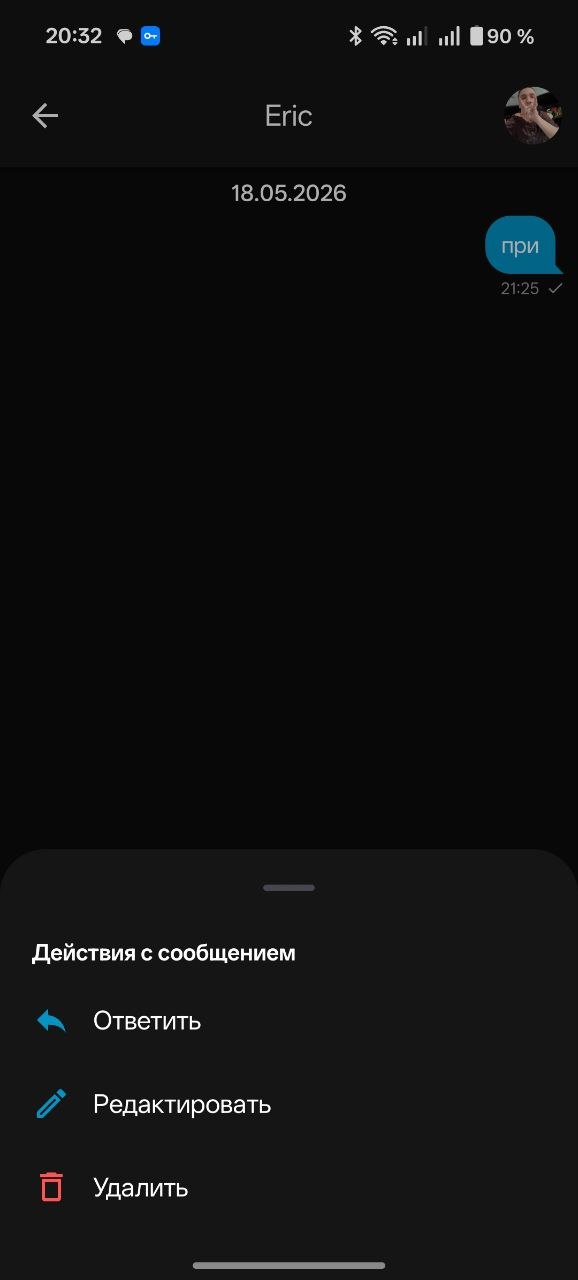 20:32
90 %
Eric
18.05.2026
при
21:25
Действия с сообщением
Ответить
Редактировать
Удалить